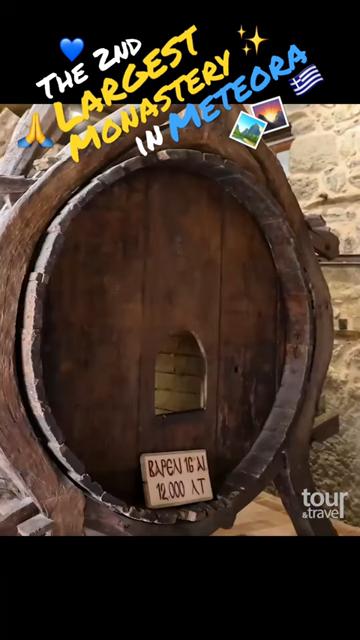 THE 2ND
LARGEST
MONASTERY
IN METEORA
ΒΑΡΕΛΙ 16'ΑΙ
12,000 ΛΤ
tour
&travel